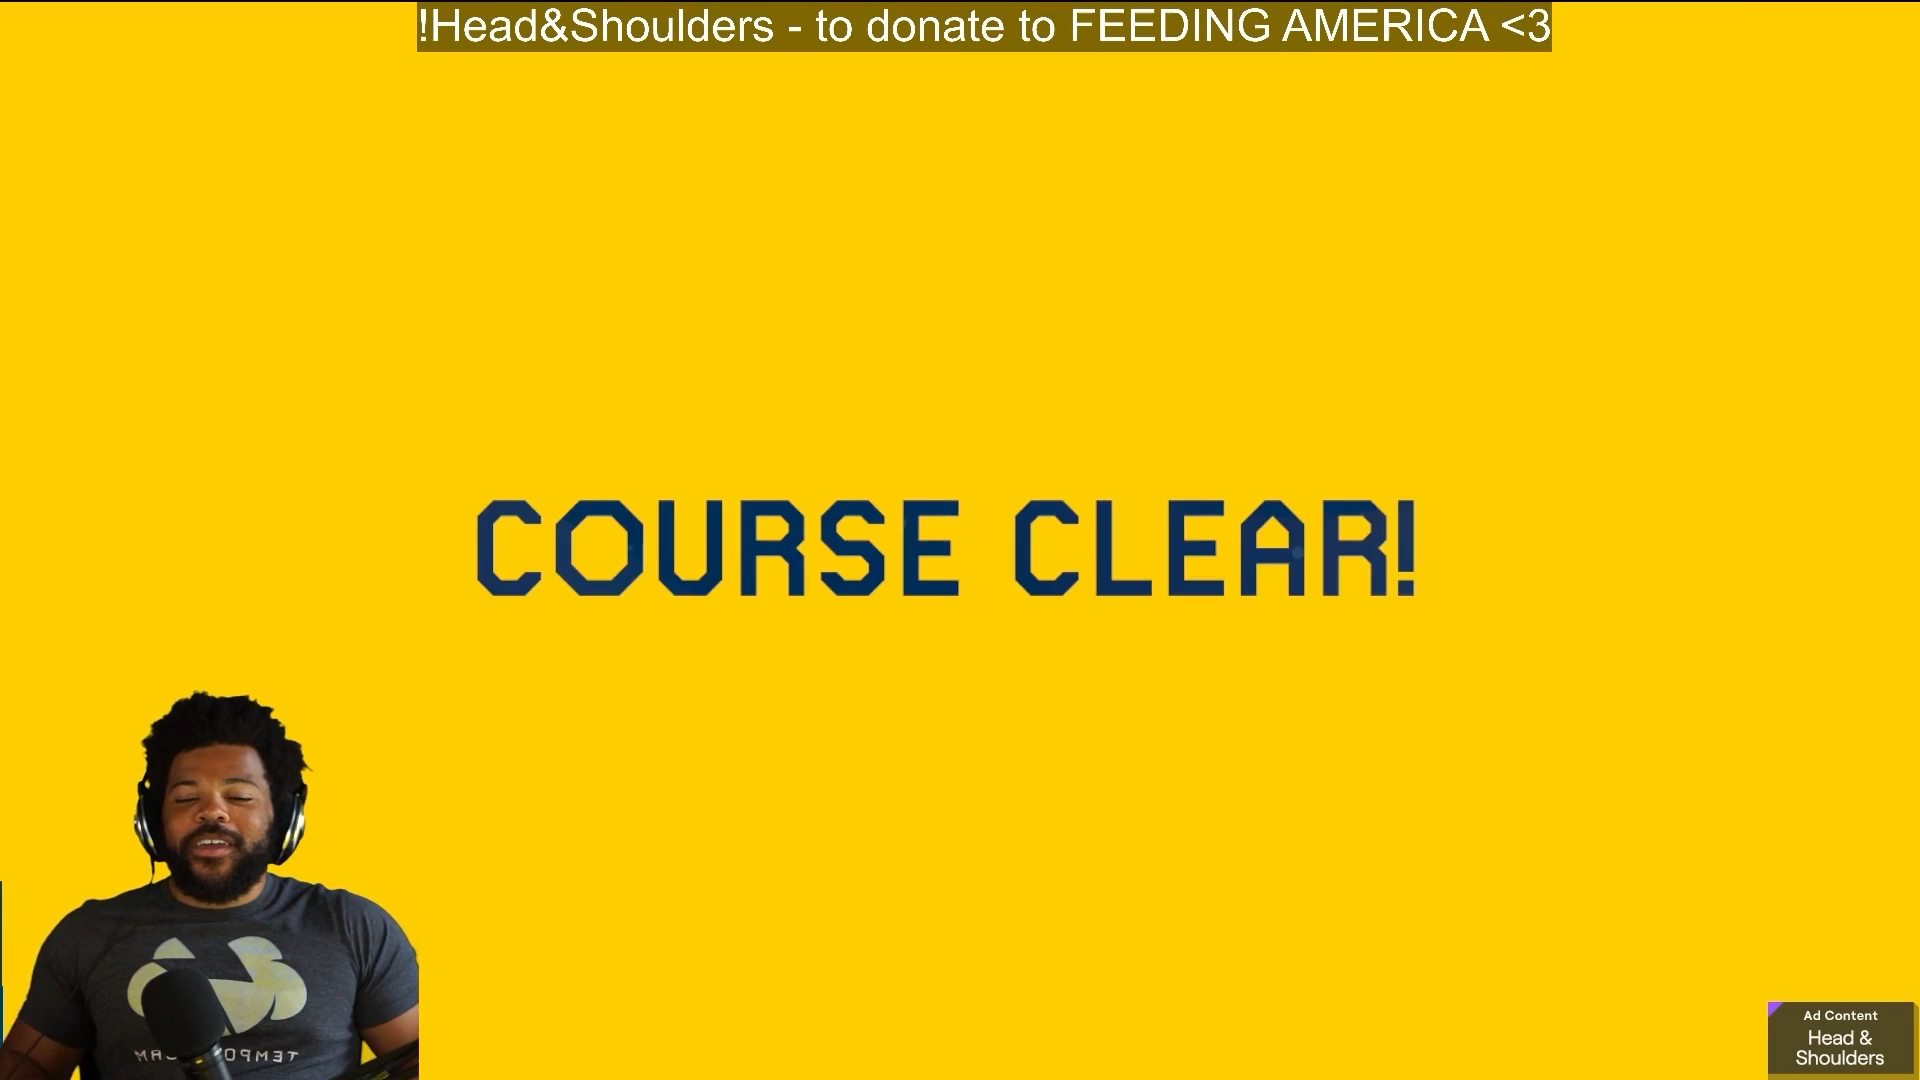 !Head&Shoulders - to donate to FEEDING AMERICA <3
COURSE CLEAR!
Ad Content
Head &
Shoulders